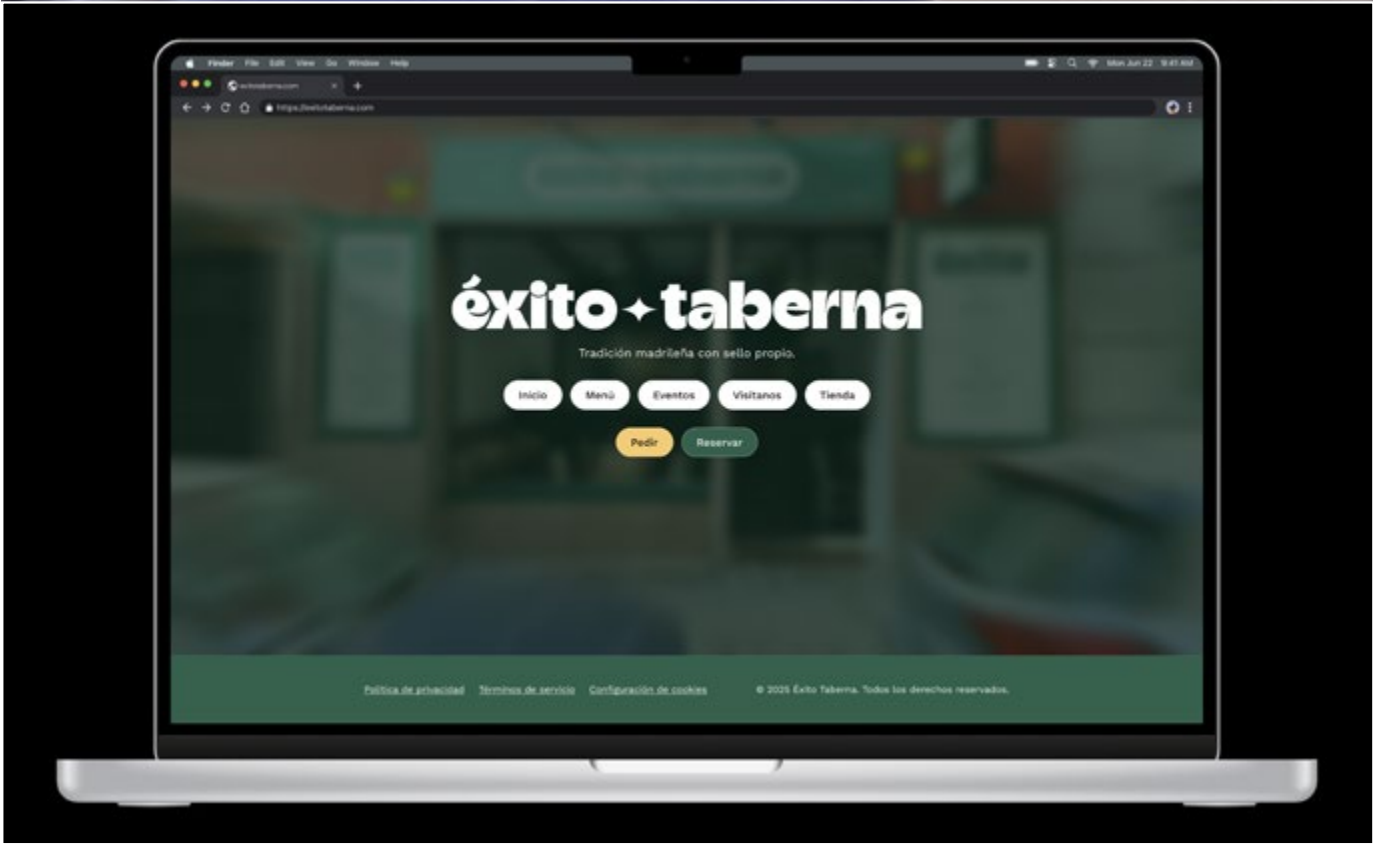 Finder File Edit View Go Window Help Mon Jun 22 9:41 AM
exitotaberna.com
https://exitotaberna.com
éxito taberna
Tradición madrileña con sello propio.
Inicio Menú Eventos Visítanos Tienda
Pedir Reservar
Política de privacidad Términos de servicio Configuración de cookies © 2025 Éxito Taberna. Todos los derechos reservados.